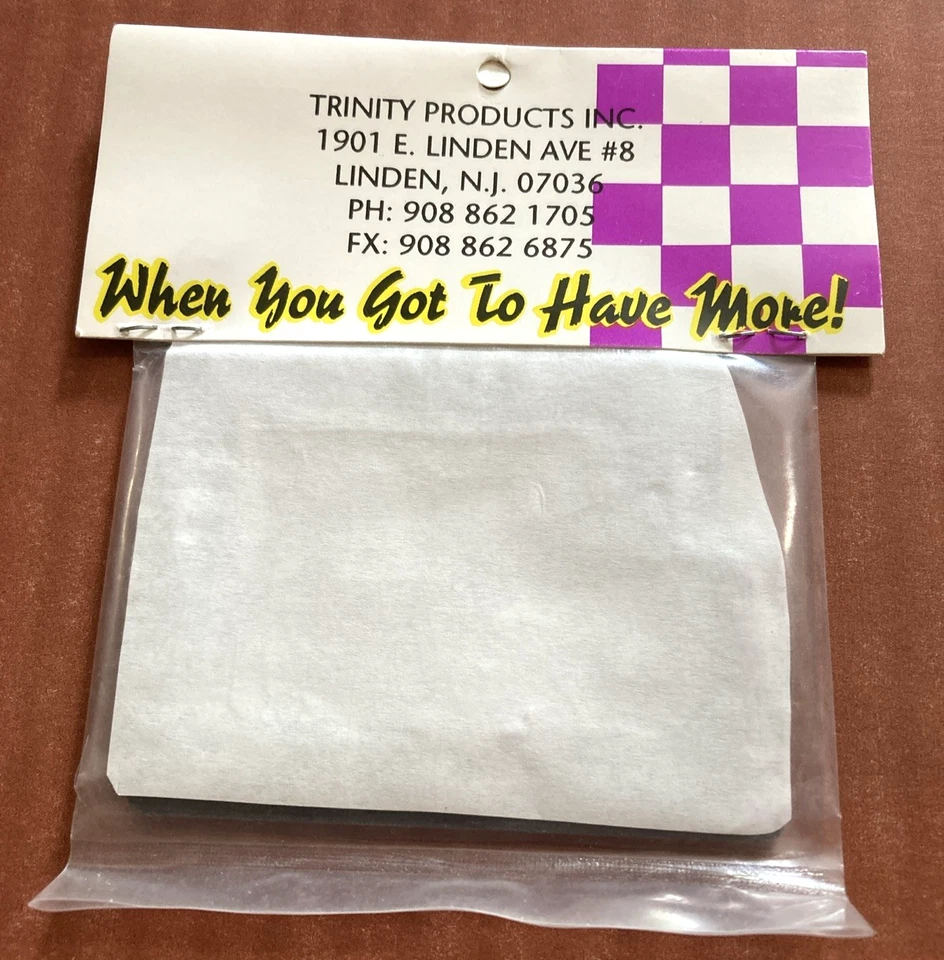 TRINITY PRODUCTS INC.
1901 E. LINDEN AVE #8
LINDEN, N.J. 07036
PH: 908 862 1705
FX: 908 862 6875
When You Got To Have More!